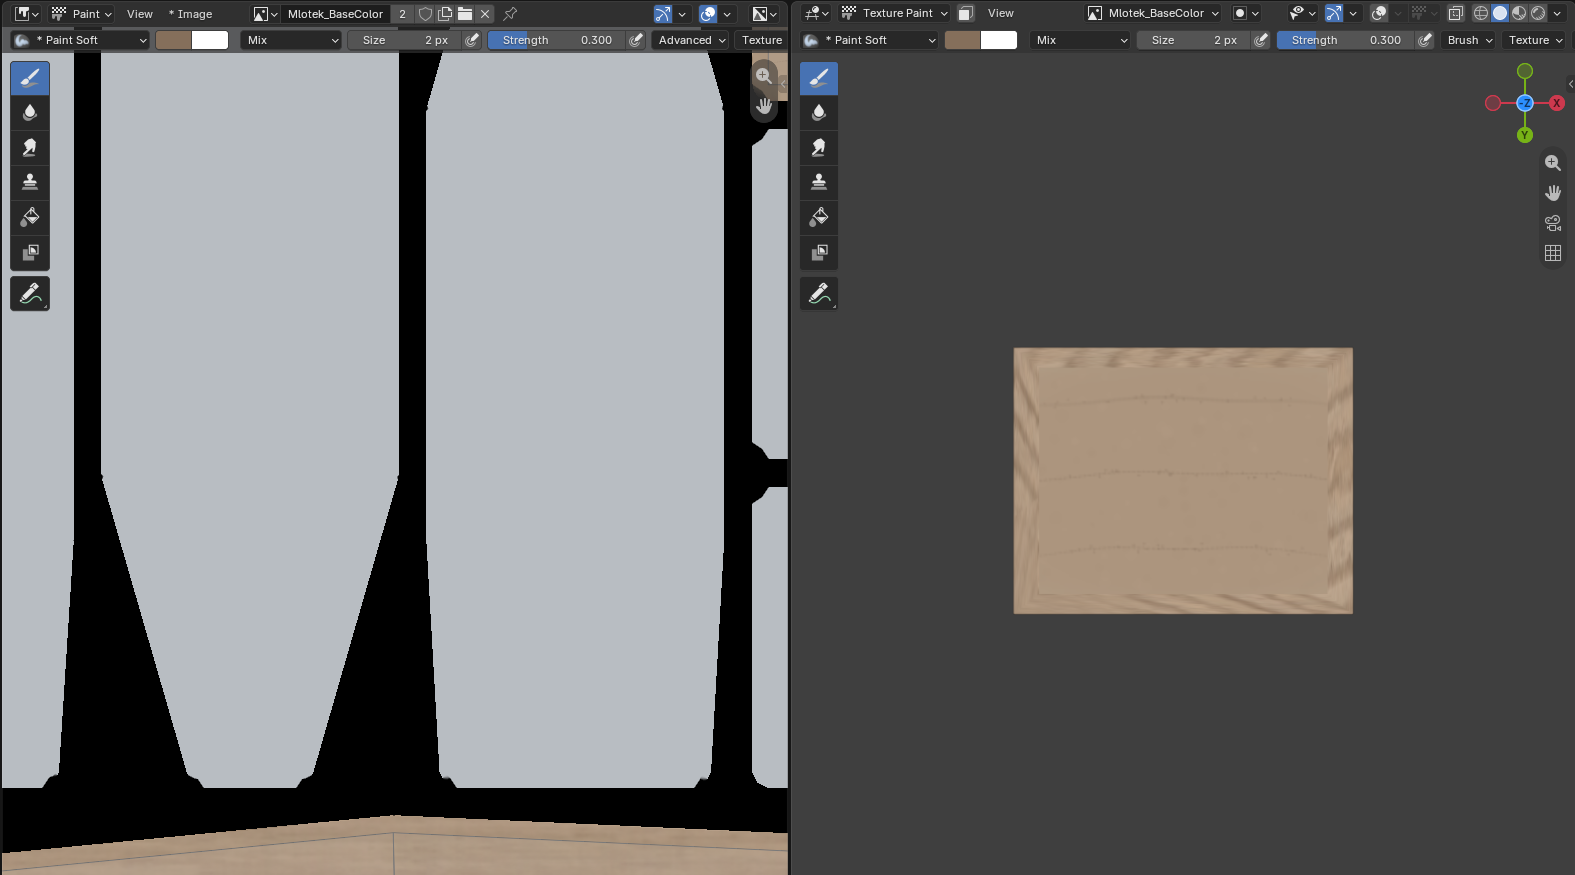 Paint View * Image Mlotek_BaseColor 2
* Paint Soft Mix Size 2 px Strength 0.300 Advanced Texture
Texture Paint View Mlotek_BaseColor
* Paint Soft Mix Size 2 px Strength 0.300 Brush Texture
-Z X
Y